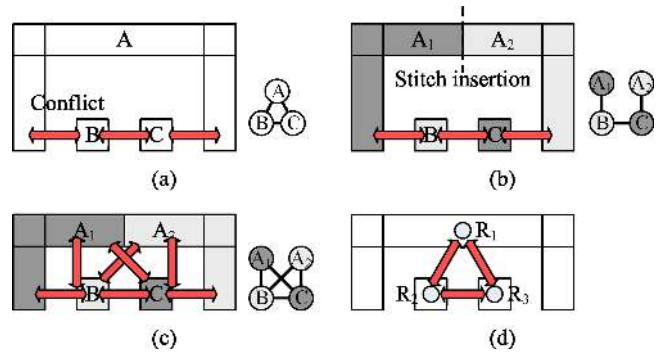 A
Conflict
B
C
A
B
C
(a)
A₁
A₂
Stitch insertion
B
C
A₁
A₂
B
C
(b)
A₁
A₂
B
C
A₁
A₂
B
C
(c)
R₁
R₂
R₃
(d)